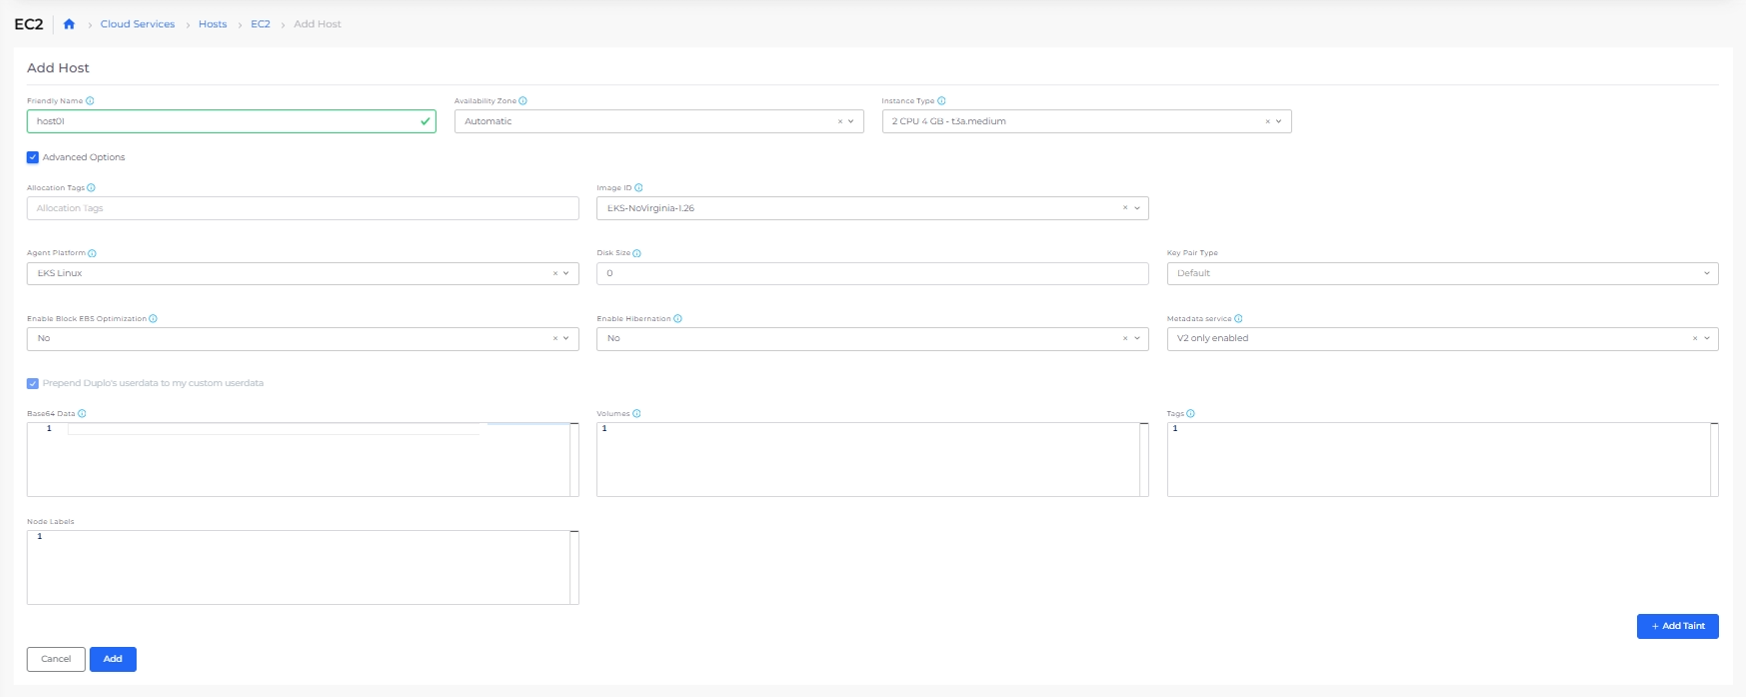 EC2 Cloud Services Hosts EC2 Add Host
Add Host
Friendly Name Availability Zone Instance Type
host01 Automatic 2 CPU 4 GB - t3a.medium
Advanced Options
Allocation Tags Image ID
Allocation Tags EKS-NoVirginia-1.26
Agent Platform Disk Size Key Pair Type
EKS Linux 0 Default
Enable Block EBS Optimization Enable Hibernation Metadata service
No No V2 only enabled
Prepend Duplo's userdata to my custom userdata
Base64 Data Volumes Tags
1 1 1
Node Labels
1
+ Add Taint
Cancel Add